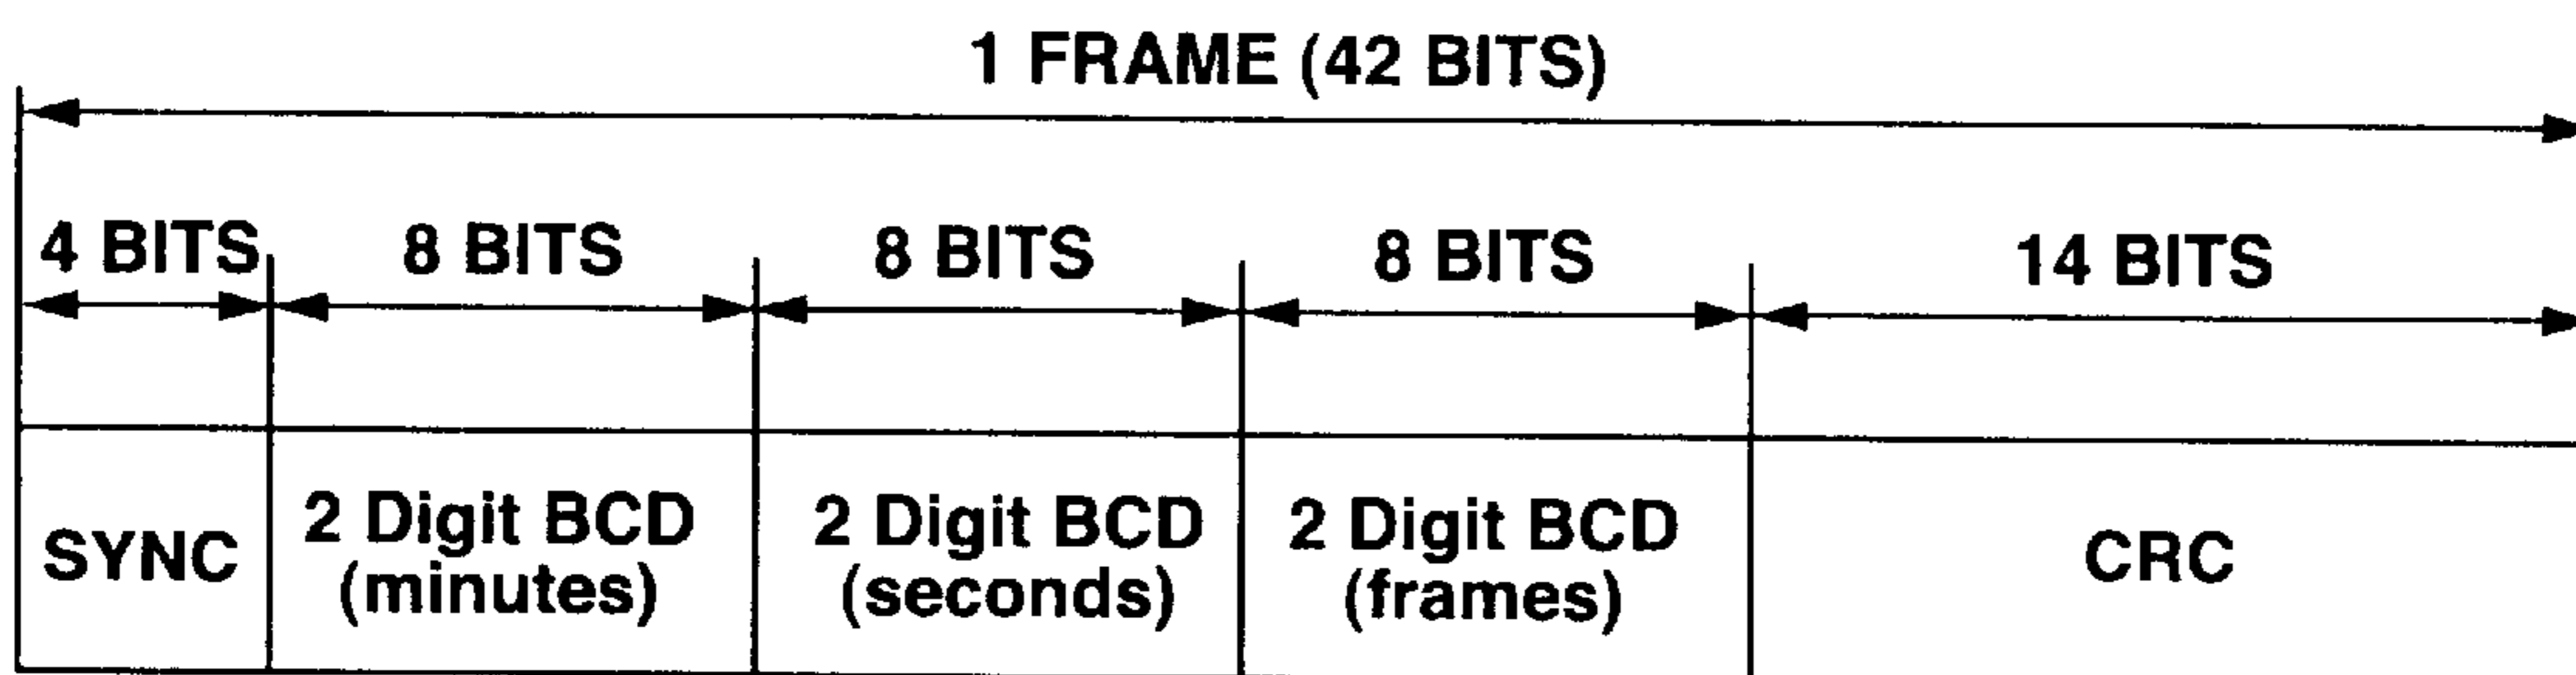 1 FRAME (42 BITS)
4 BITS
8 BITS
8 BITS
8 BITS
14 BITS
SYNC
2 Digit BCD
(minutes)
2 Digit BCD
(seconds)
2 Digit BCD
(frames)
CRC